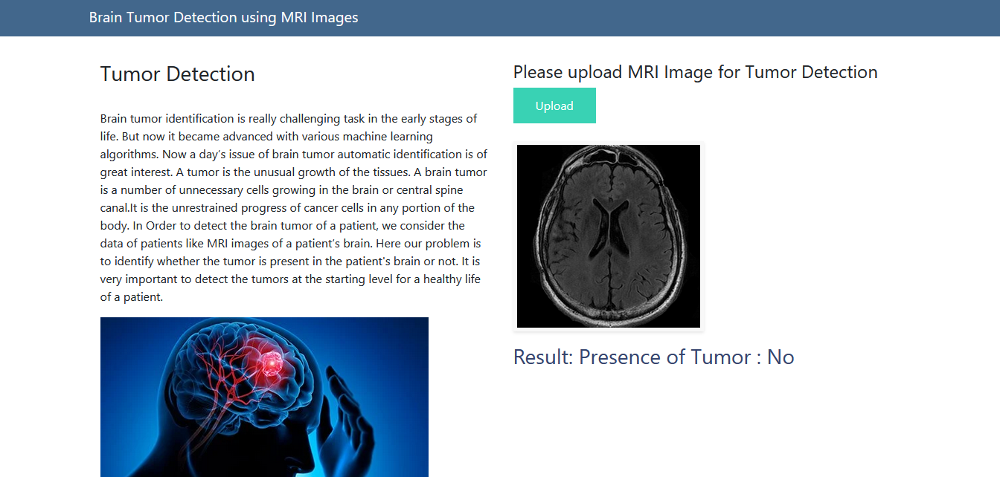 Brain Tumor Detection using MRI Images
Tumor Detection
Brain tumor identification is really challenging task in the early stages of
life. But now it became advanced with various machine learning
algorithms. Now a day’s issue of brain tumor automatic identification is of
great interest. A tumor is the unusual growth of the tissues. A brain tumor
is a number of unnecessary cells growing in the brain or central spine
canal.It is the unrestrained progress of cancer cells in any portion of the
body. In Order to detect the brain tumor of a patient, we consider the
data of patients like MRI images of a patient’s brain. Here our problem is
to identify whether the tumor is present in the patient's brain or not. It is
very important to detect the tumors at the starting level for a healthy life
of a patient.
Please upload MRI Image for Tumor Detection
Upload
Result: Presence of Tumor : No